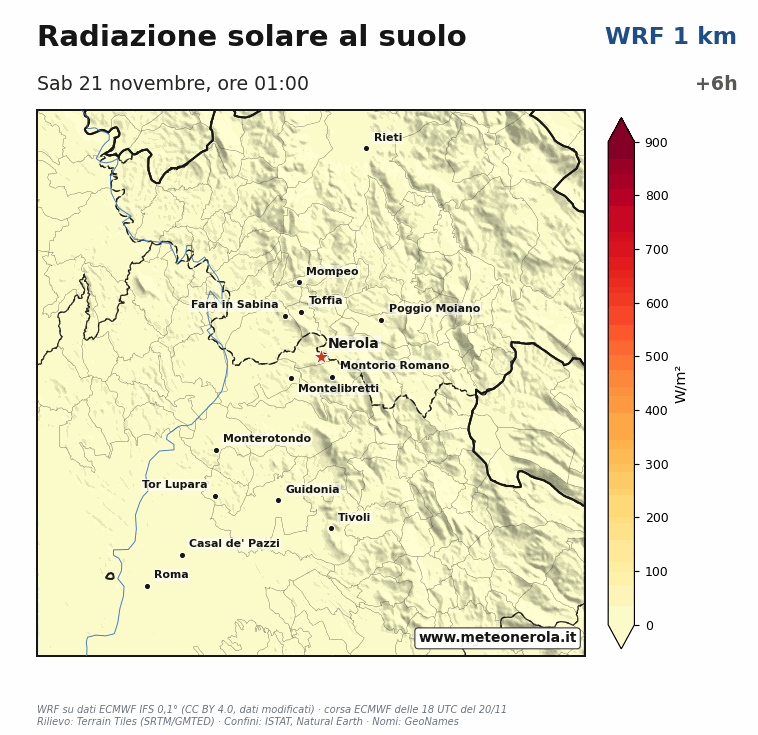 Radiazione solare al suolo
WRF 1 km
Sab 21 novembre, ore 01:00
+6h
Rieti
Mompeo
Toffia
Fara in Sabina
Poggio Moiano
Nerola
Montorio Romano
Montelibretti
Monterotondo
Tor Lupara
Guidonia
Tivoli
Casal de' Pazzi
Roma
www.meteonerola.it
900
800
700
600
500
400
300
200
100
0
W/m²
WRF su dati ECMWF IFS 0,1° (CC BY 4.0, dati modificati) · corsa ECMWF delle 18 UTC del 20/11
Rilievo: Terrain Tiles (SRTM/GMTED) · Confini: ISTAT, Natural Earth · Nomi: GeoNames